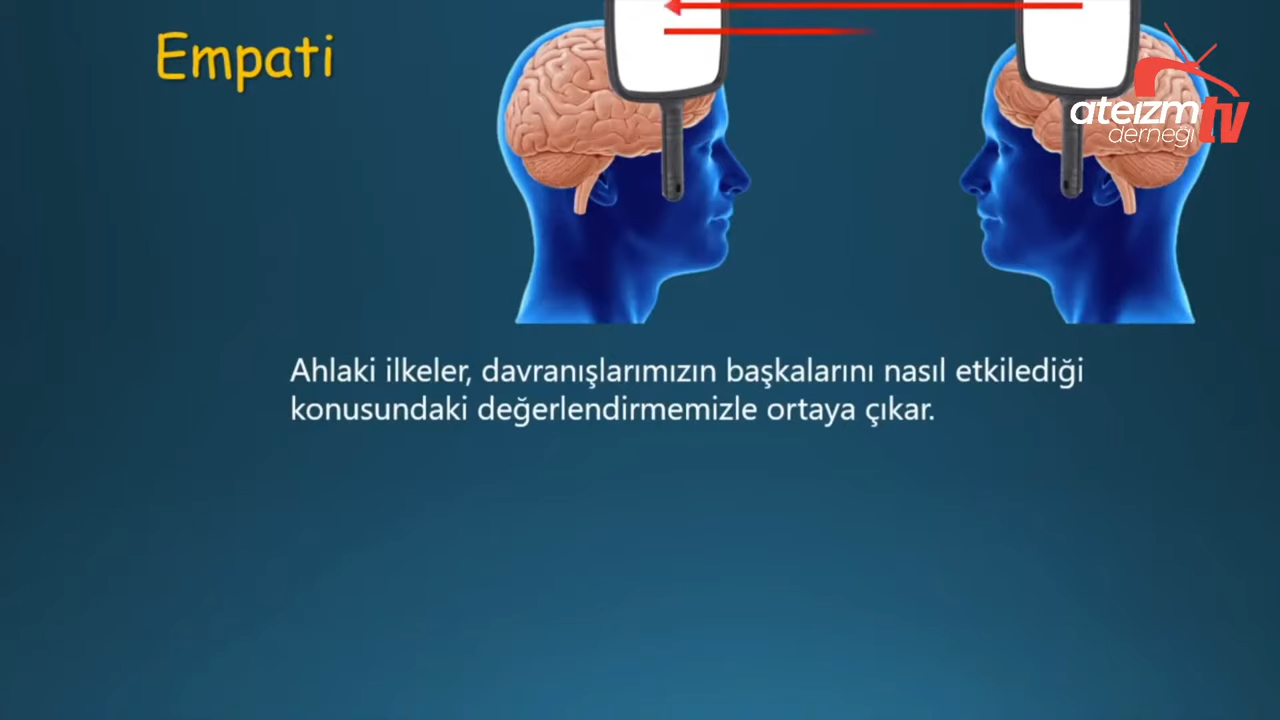 Empati
ateizm tv
derneği
Ahlaki ilkeler, davranışlarımızın başkalarını nasıl etkilediği
konusundaki değerlendirmemizle ortaya çıkar.